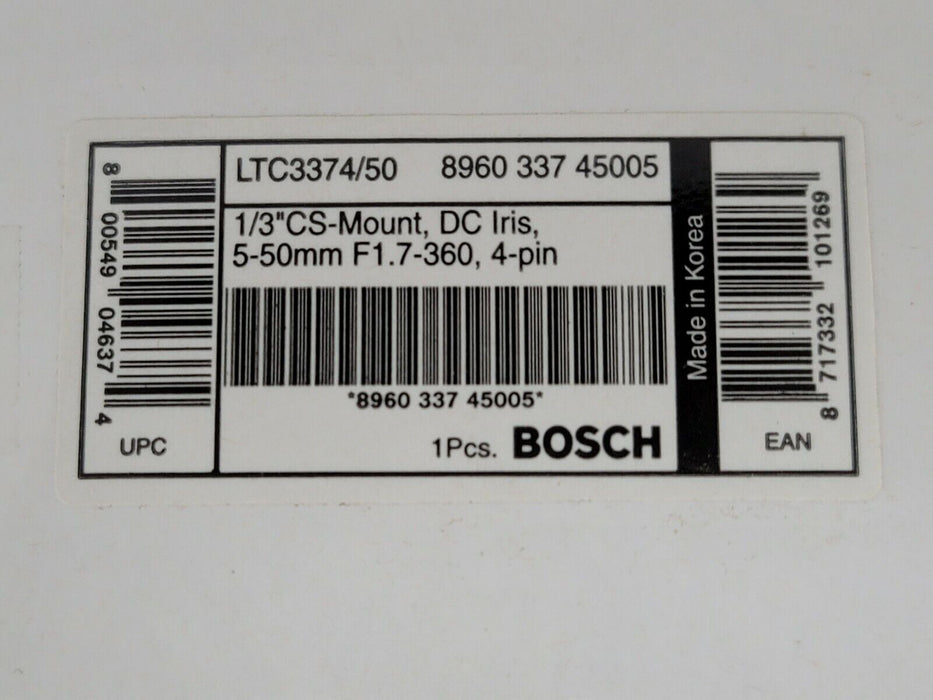 8 00549 04637 4
UPC
LTC3374/50 8960 337 45005
1/3"CS-Mount, DC Iris,
5-50mm F1.7-360, 4-pin
*8960 337 45005*
1Pcs. BOSCH
Made in Korea
8 717332 101269
EAN